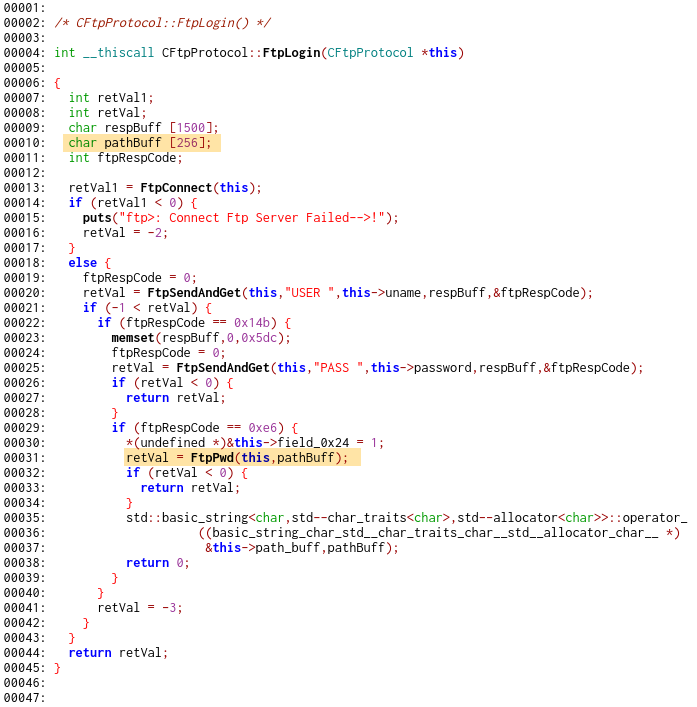 00001:
00002: /* CFtpProtocol::FtpLogin() */
00003:
00004: int __thiscall CFtpProtocol::FtpLogin(CFtpProtocol *this)
00005:
00006: {
00007:   int retVal1;
00008:   int retVal;
00009:   char respBuff [1500];
00010:   char pathBuff [256];
00011:   int ftpRespCode;
00012:
00013:   retVal1 = FtpConnect(this);
00014:   if (retVal1 < 0) {
00015:     puts("ftp>: Connect Ftp Server Failed-->!");
00016:     retVal = -2;
00017:   }
00018:   else {
00019:     ftpRespCode = 0;
00020:     retVal = FtpSendAndGet(this,"USER ",this->uname,respBuff,&ftpRespCode);
00021:     if (-1 < retVal) {
00022:       if (ftpRespCode == 0x14b) {
00023:         memset(respBuff,0,0x5dc);
00024:         ftpRespCode = 0;
00025:         retVal = FtpSendAndGet(this,"PASS ",this->password,respBuff,&ftpRespCode);
00026:         if (retVal < 0) {
00027:           return retVal;
00028:         }
00029:         if (ftpRespCode == 0xe6) {
00030:           *(undefined *)&this->field_0x24 = 1;
00031:           retVal = FtpPwd(this,pathBuff);
00032:           if (retVal < 0) {
00033:             return retVal;
00034:           }
00035:           std::basic_string<char,std--char_traits<char>,std--allocator<char>>::operator_
00036:                     ((basic_string_char_std__char_traits_char__std__allocator_char__ *)
00037:                      &this->path_buff,pathBuff);
00038:           return 0;
00039:         }
00040:       }
00041:       retVal = -3;
00042:     }
00043:   }
00044:   return retVal;
00045: }
00046:
00047: